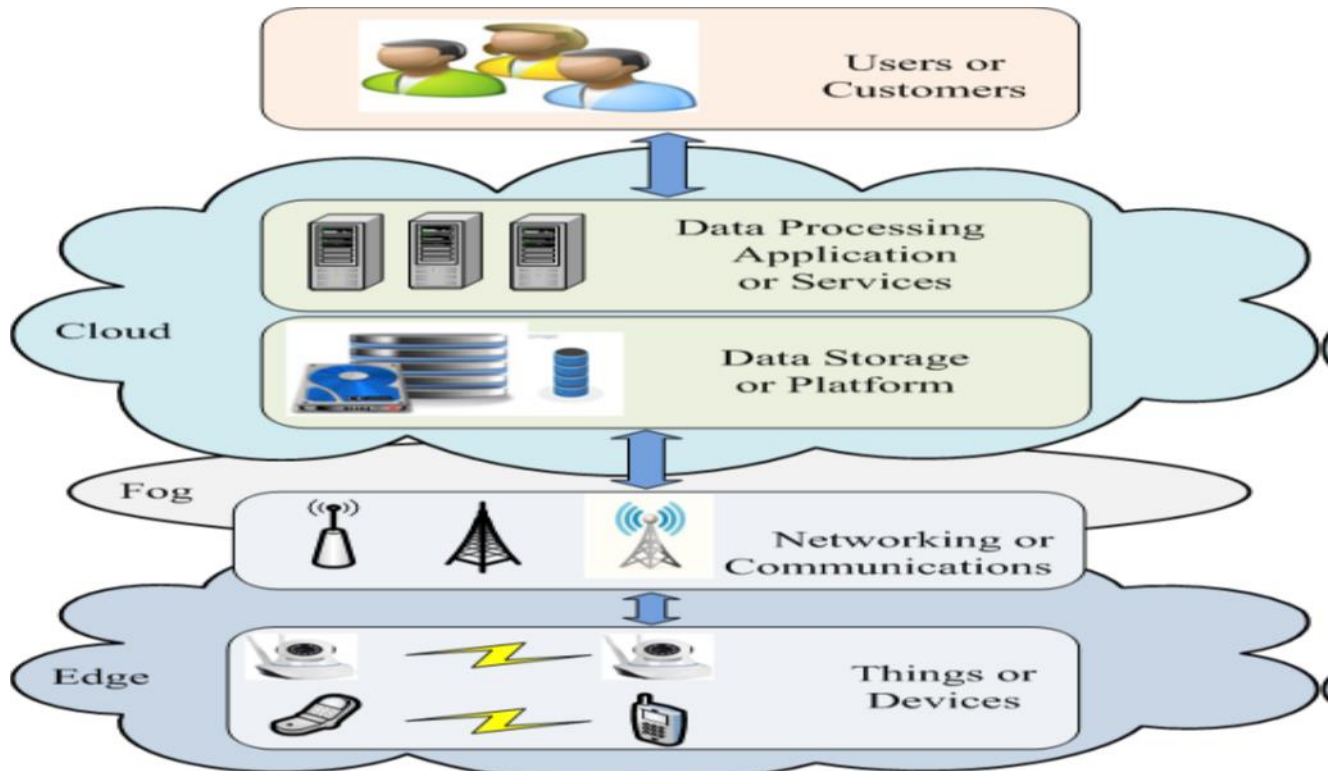 Users or
Customers
Data Processing
Application
or Services
Cloud
Data Storage
or Platform
Fog
Networking or
Communications
Edge
Things or
Devices